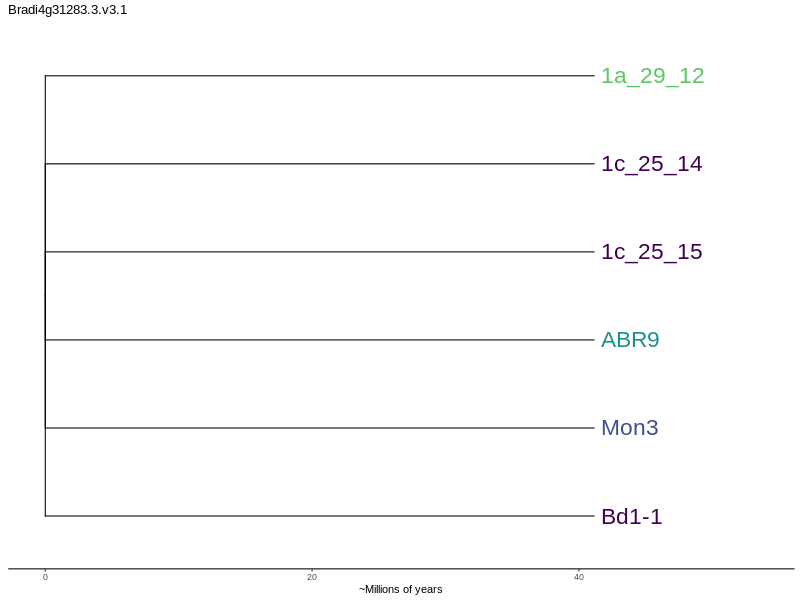 Bradi4g31283.3.v3.1
1a_29_12
1c_25_14
1c_25_15
ABR9
Mon3
Bd1-1
0 20 40
~Millions of years